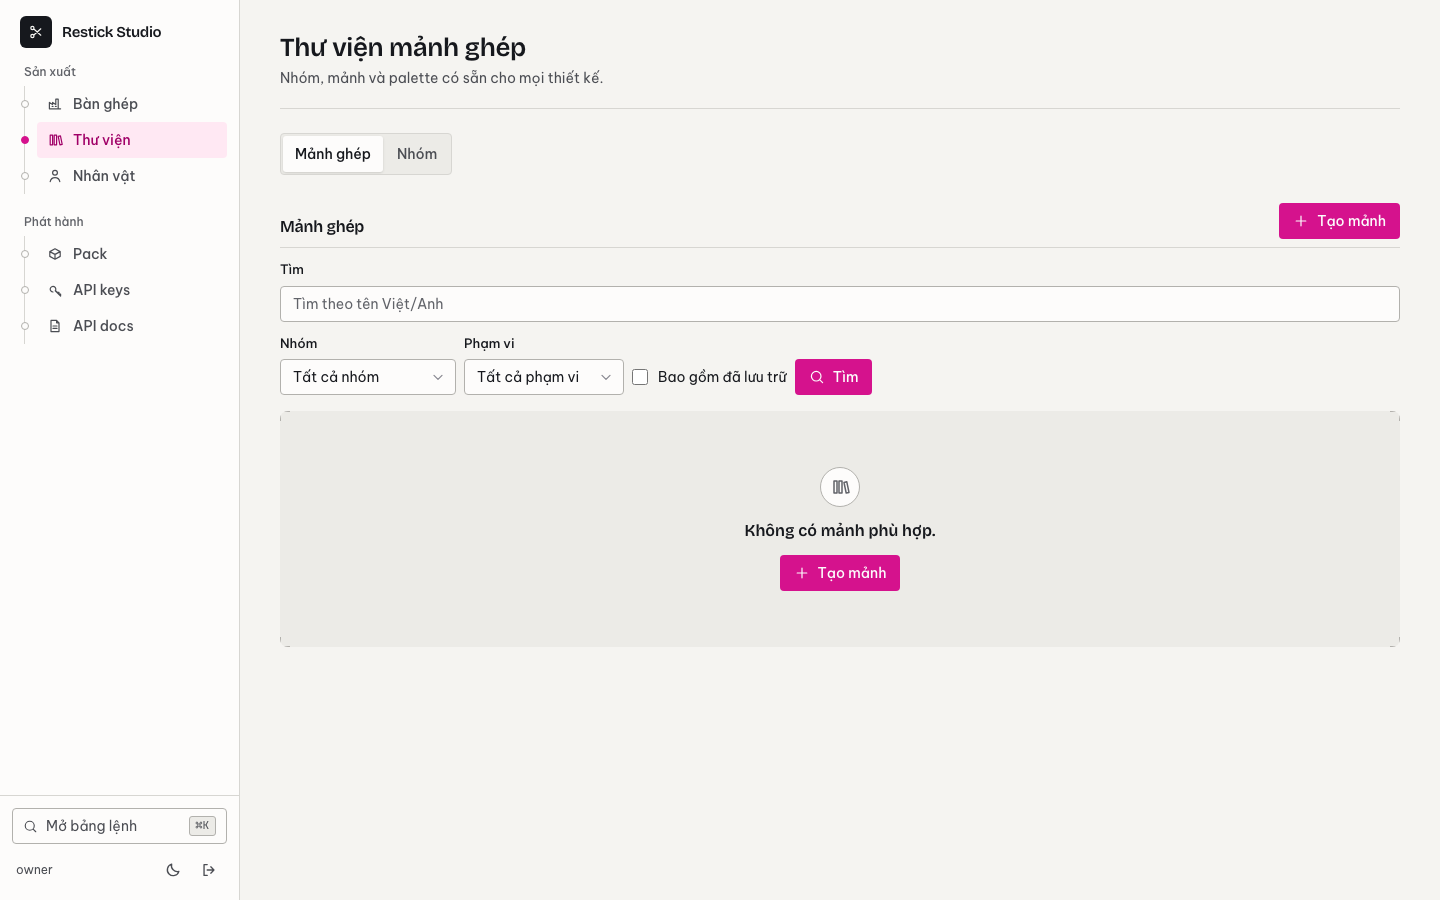 Restick Studio
Sản xuất
Bàn ghép
Thư viện
Nhân vật
Phát hành
Pack
API keys
API docs
Mở bảng lệnh
⌘K
owner
Thư viện mảnh ghép
Nhóm, mảnh và palette có sẵn cho mọi thiết kế.
Mảnh ghép
Nhóm
Mảnh ghép
Tạo mảnh
Tìm
Tìm theo tên Việt/Anh
Nhóm
Phạm vi
Tất cả nhóm
Tất cả phạm vi
Bao gồm đã lưu trữ
Tìm
Không có mảnh phù hợp.
Tạo mảnh